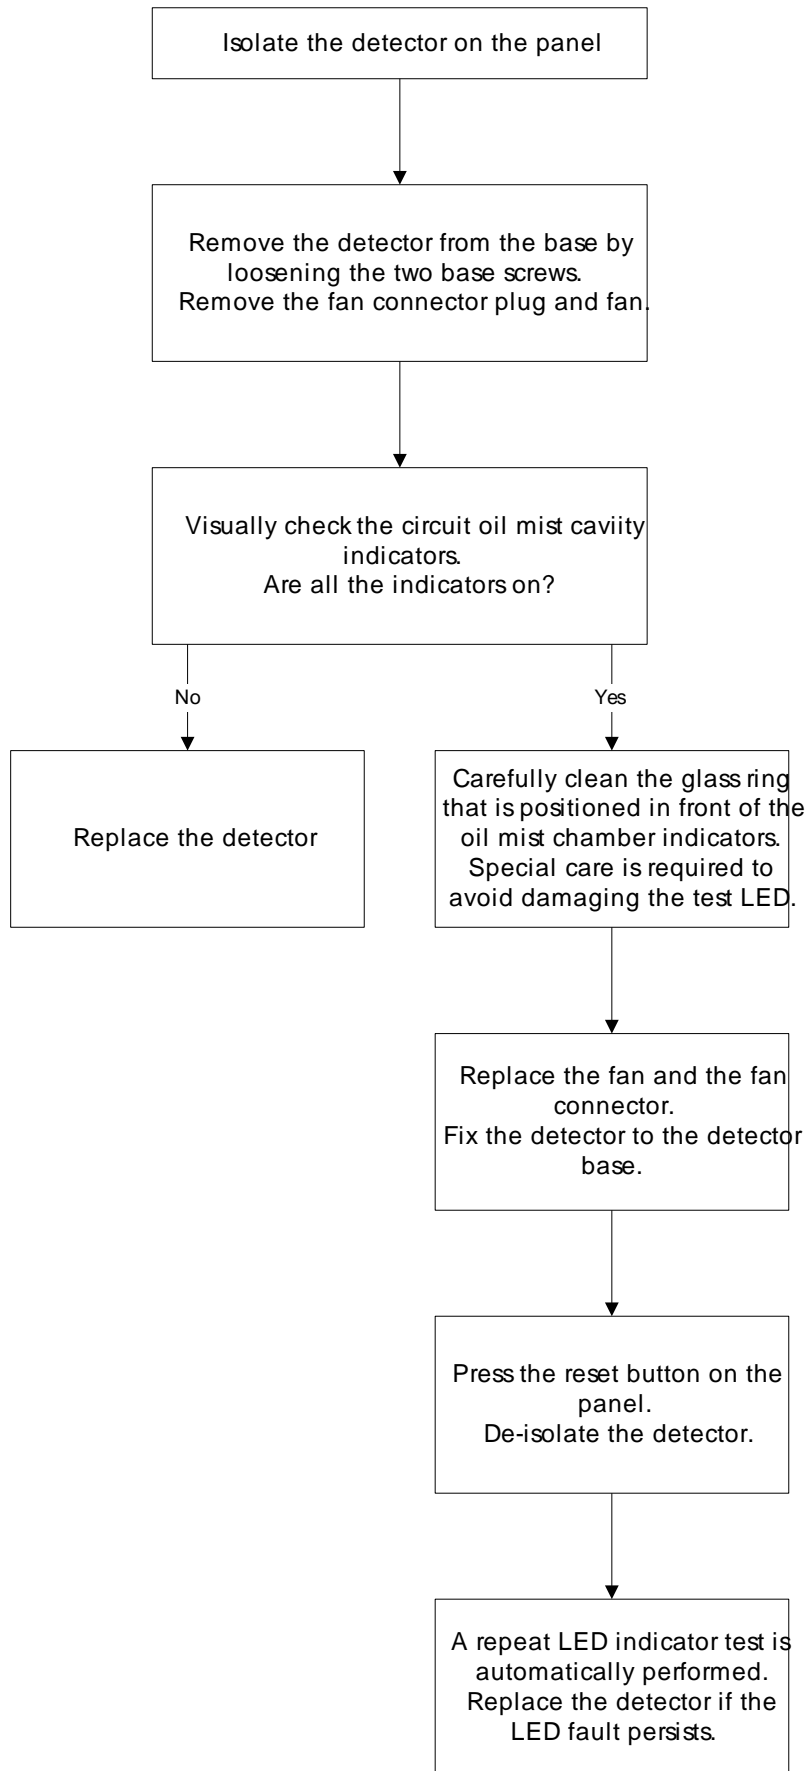 Isolate the detector on the panel
Remove the detector from the base by
loosening the two base screws.
Remove the fan connector plug and fan.
Visually check the circuit oil mist caviity
indicators.
Are all the indicators on?
No
Yes
Replace the detector
Carefully clean the glass ring
that is positioned in front of the
oil mist chamber indicators.
Special care is required to
avoid damaging the test LED.
Replace the fan and the fan
connector.
Fix the detector to the detector
base.
Press the reset button on the
panel.
De-isolate the detector.
A repeat LED indicator test is
automatically performed.
Replace the detector if the
LED fault persists.